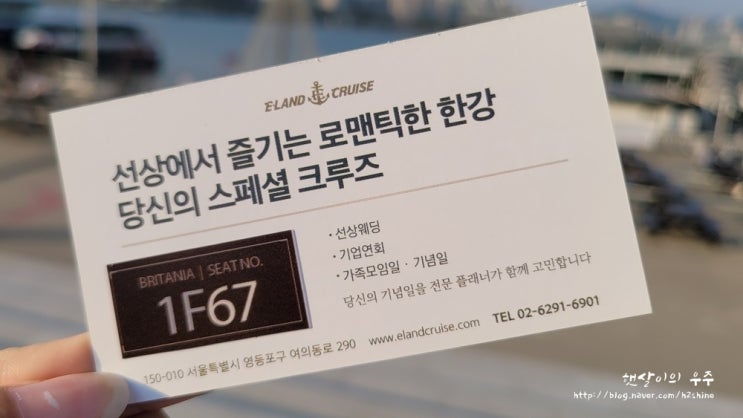 E·LAND CRUISE
선상에서 즐기는 로맨틱한 한강
당신의 스페셜 크루즈
BRITANIA | SEAT NO.
1F67
· 선상웨딩
· 기업연회
· 가족모임일 · 기념일
당신의 기념일을 전문 플래너가 함께 고민합니다
150-010 서울특별시 영등포구 여의동로 290 www.elandcruise.com TEL 02-6291-6901
햇살이의 우주
http://blog.naver.com/h2shine